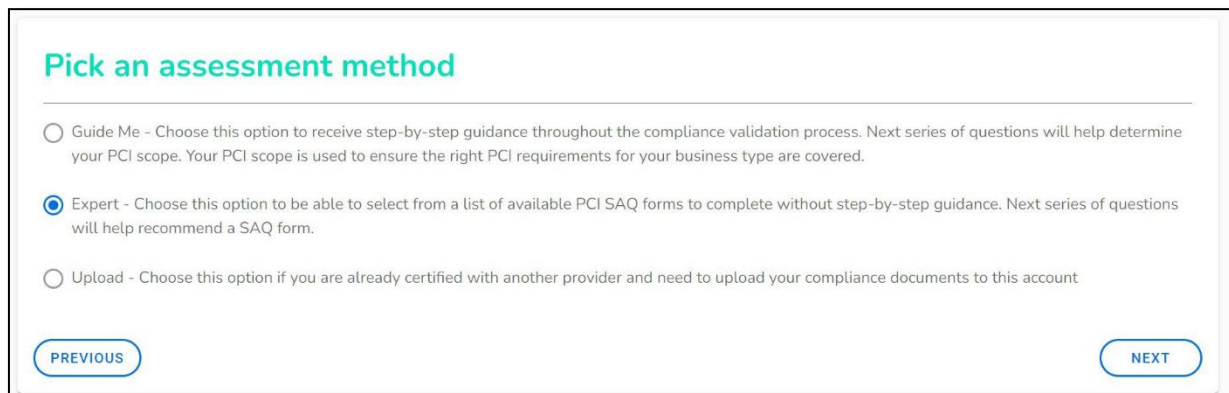 Pick an assessment method
Guide Me - Choose this option to receive step-by-step guidance throughout the compliance validation process. Next series of questions will help determine
your PCI scope. Your PCI scope is used to ensure the right PCI requirements for your business type are covered.
Expert - Choose this option to be able to select from a list of available PCI SAQ forms to complete without step-by-step guidance. Next series of questions
will help recommend a SAQ form.
Upload - Choose this option if you are already certified with another provider and need to upload your compliance documents to this account
PREVIOUS
NEXT